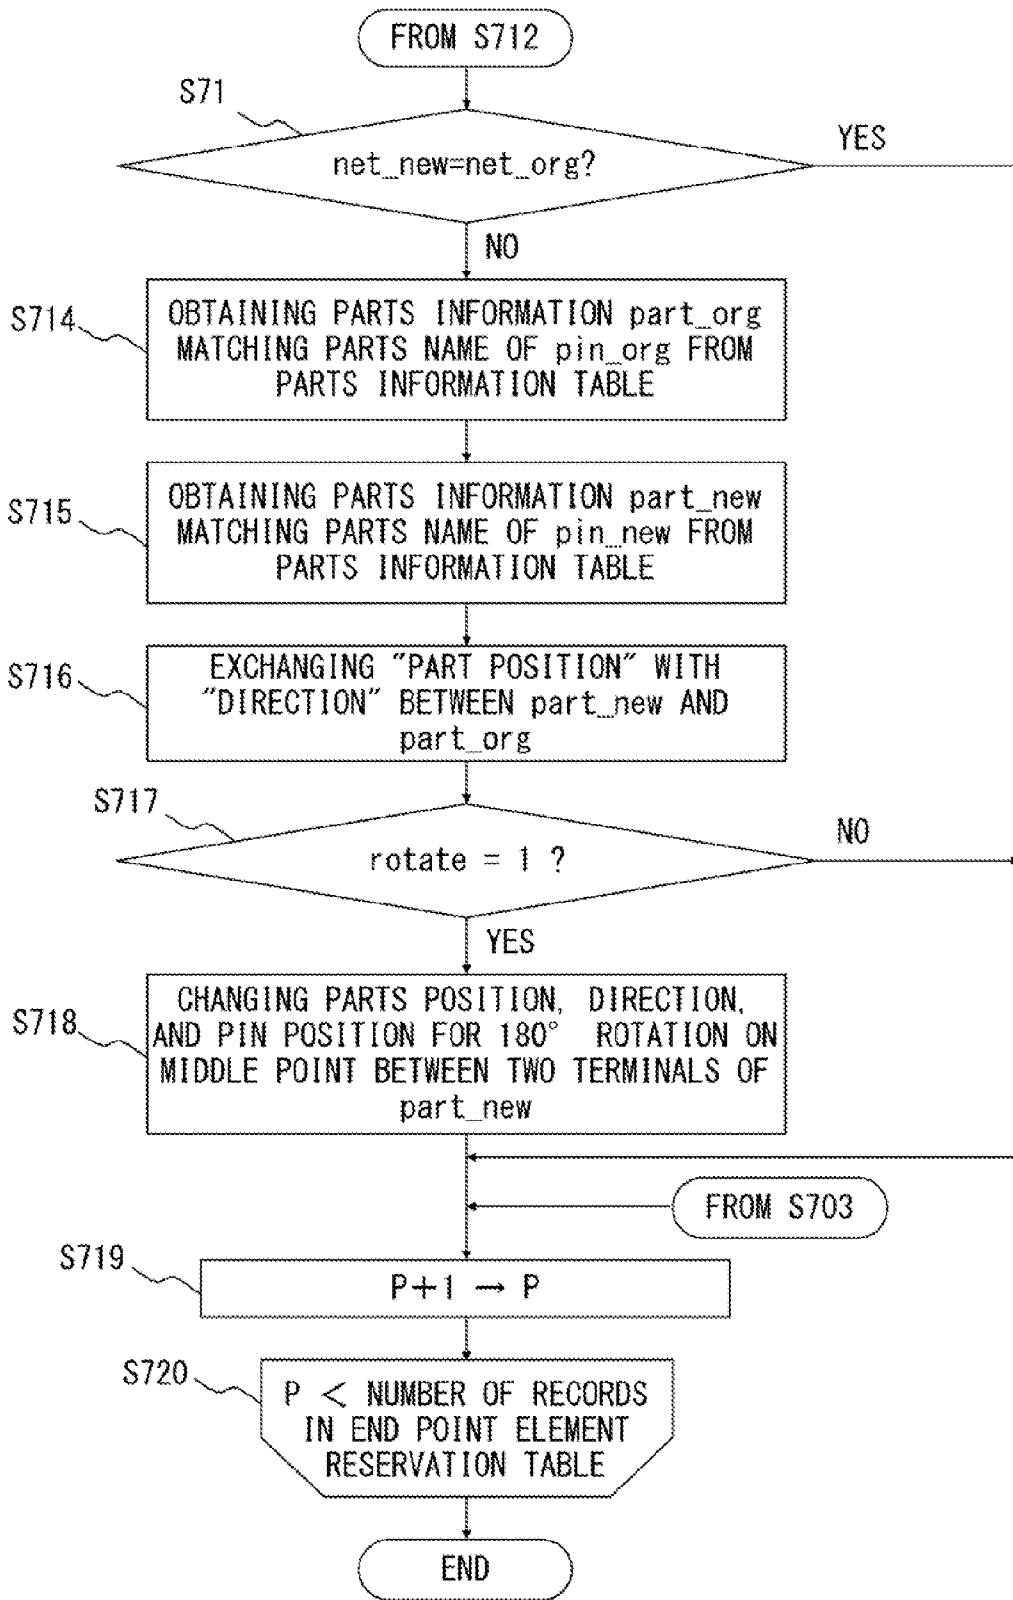 FROM S712
S71
YES
net_new=net_org?
NO
S714
OBTAINING PARTS INFORMATION part_org
MATCHING PARTS NAME OF pin_org FROM
PARTS INFORMATION TABLE
S715
OBTAINING PARTS INFORMATION part_new
MATCHING PARTS NAME OF pin_new FROM
PARTS INFORMATION TABLE
S716
EXCHANGING "PART POSITION" WITH
"DIRECTION" BETWEEN part_new AND
part_org
S717
NO
rotate = 1 ?
YES
S718
CHANGING PARTS POSITION, DIRECTION,
AND PIN POSITION FOR 180° ROTATION ON
MIDDLE POINT BETWEEN TWO TERMINALS OF
part_new
FROM S703
S719
P+1 → P
S720
P < NUMBER OF RECORDS
IN END POINT ELEMENT
RESERVATION TABLE
END